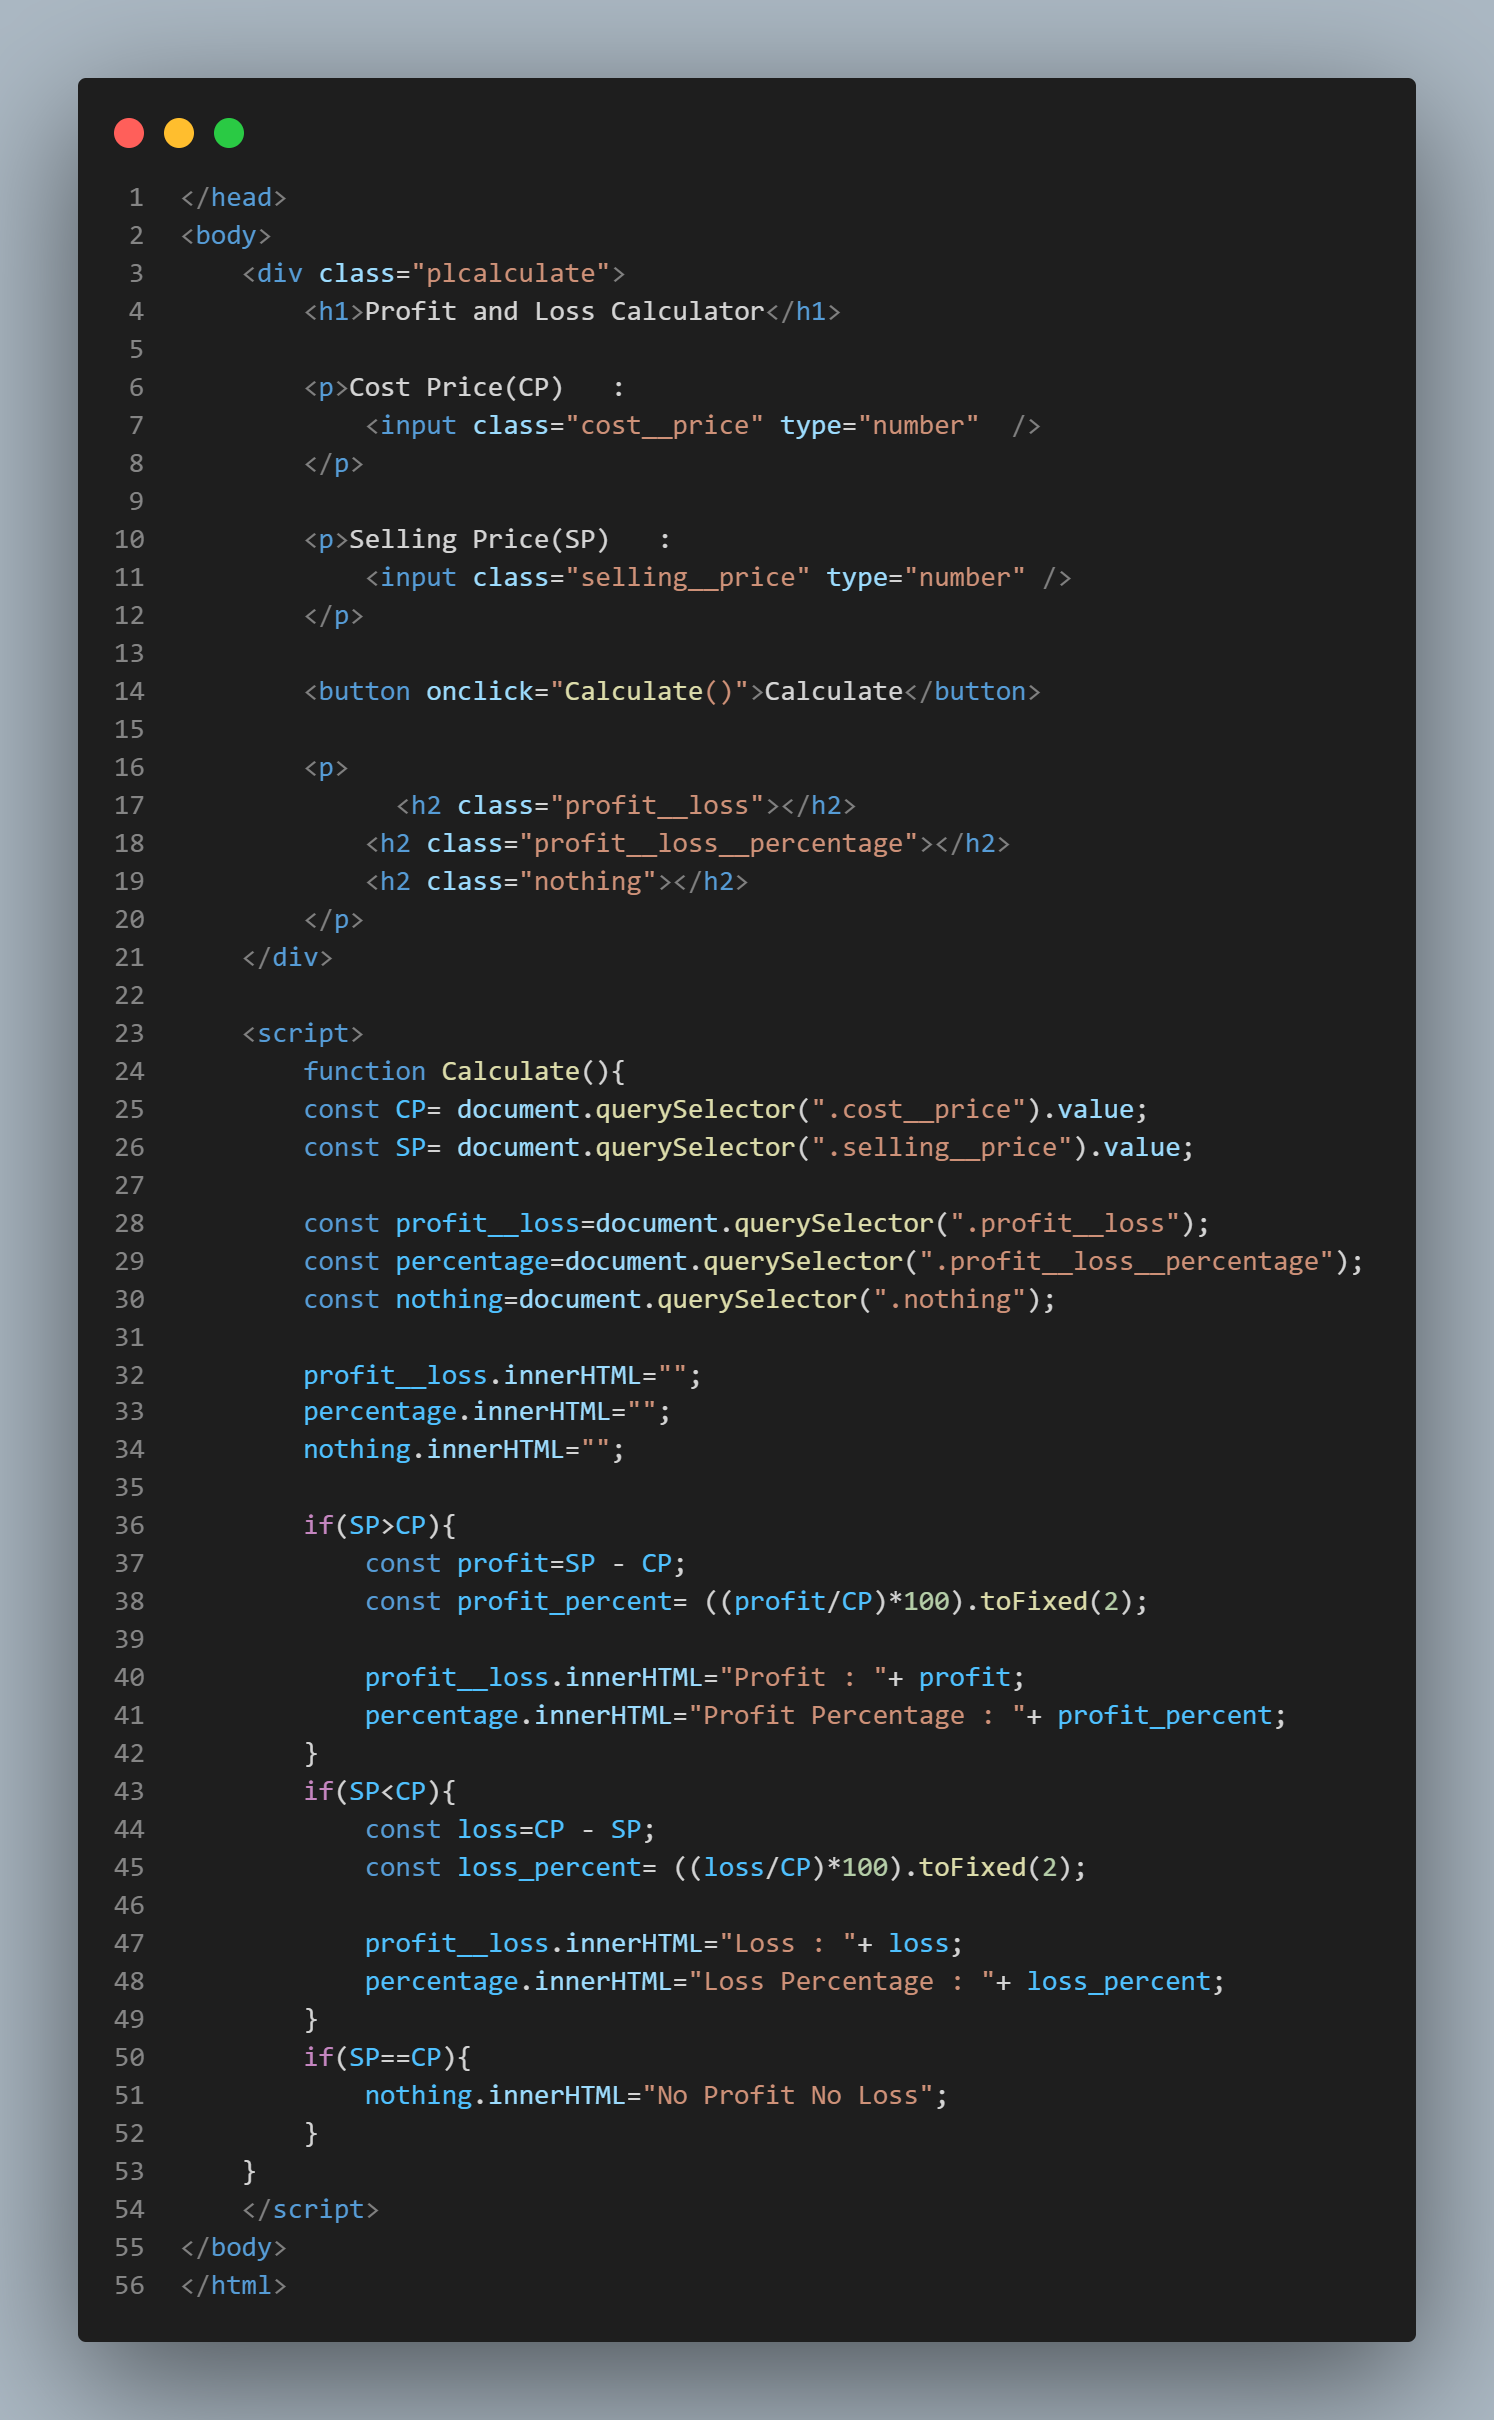 1 </head>
2 <body>
3     <div class="plcalculate">
4         <h1>Profit and Loss Calculator</h1>
5
6         <p>Cost Price(CP)   :
7             <input class="cost__price" type="number"  />
8         </p>
9
10         <p>Selling Price(SP)   :
11             <input class="selling__price" type="number" />
12         </p>
13
14         <button onclick="Calculate()">Calculate</button>
15
16         <p>
17               <h2 class="profit__loss"></h2>
18             <h2 class="profit__loss__percentage"></h2>
19             <h2 class="nothing"></h2>
20         </p>
21     </div>
22
23     <script>
24         function Calculate(){
25         const CP= document.querySelector(".cost__price").value;
26         const SP= document.querySelector(".selling__price").value;
27
28         const profit__loss=document.querySelector(".profit__loss");
29         const percentage=document.querySelector(".profit__loss__percentage");
30         const nothing=document.querySelector(".nothing");
31
32         profit__loss.innerHTML="";
33         percentage.innerHTML="";
34         nothing.innerHTML="";
35
36         if(SP>CP){
37             const profit=SP - CP;
38             const profit_percent= ((profit/CP)*100).toFixed(2);
39
40             profit__loss.innerHTML="Profit : "+ profit;
41             percentage.innerHTML="Profit Percentage : "+ profit_percent;
42         }
43         if(SP<CP){
44             const loss=CP - SP;
45             const loss_percent= ((loss/CP)*100).toFixed(2);
46
47             profit__loss.innerHTML="Loss : "+ loss;
48             percentage.innerHTML="Loss Percentage : "+ loss_percent;
49         }
50         if(SP==CP){
51             nothing.innerHTML="No Profit No Loss";
52         }
53     }
54     </script>
55 </body>
56 </html>